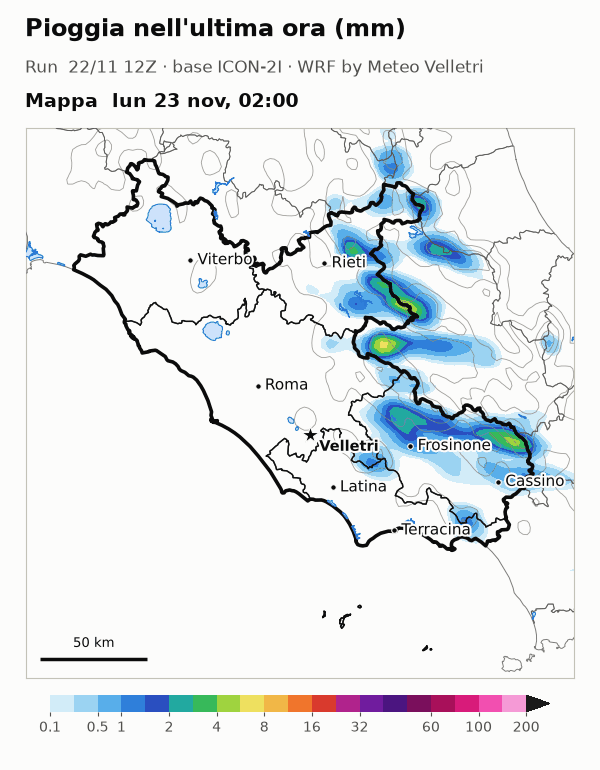 Pioggia nell'ultima ora (mm)
Run 22/11 12Z · base ICON-2I · WRF by Meteo Velletri
Mappa lun 23 nov, 02:00
Viterbo
Rieti
Roma
Velletri
Frosinone
Cassino
Latina
Terracina
50 km
0.1 0.5 1 2 4 8 16 32 60 100 200